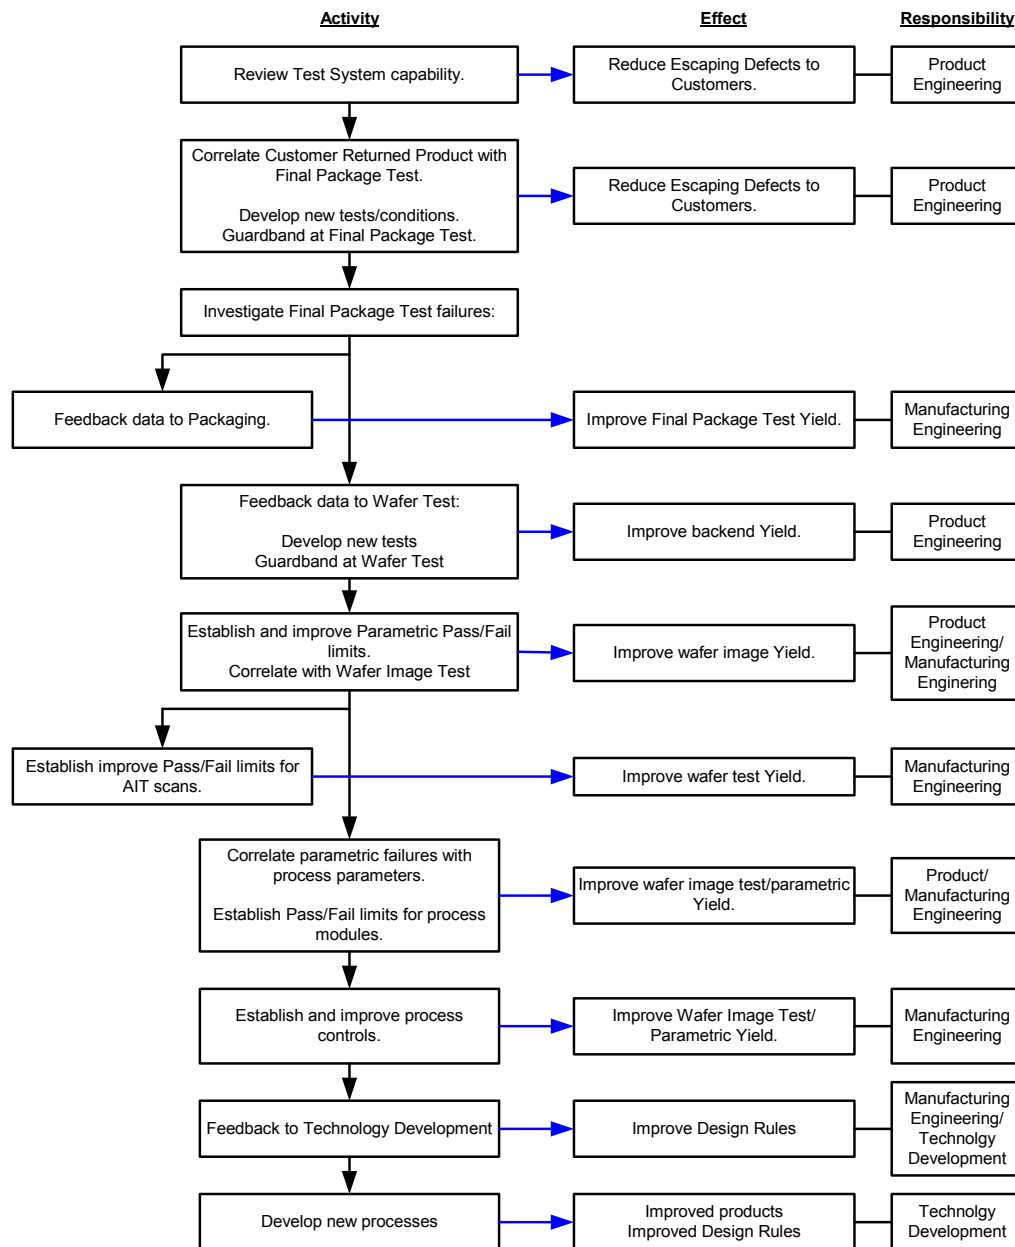 Activity
Effect
Responsibility
Review Test System capability.
Reduce Escaping Defects to
Customers.
Product
Engineering
Correlate Customer Returned Product with
Final Package Test.
Develop new tests/conditions.
Guardband at Final Package Test.
Reduce Escaping Defects to
Customers.
Product
Engineering
Investigate Final Package Test failures:
Feedback data to Packaging.
Improve Final Package Test Yield.
Manufacturing
Engineering
Feedback data to Wafer Test:
Develop new tests
Guardband at Wafer Test
Improve backend Yield.
Product
Engineering
Establish and improve Parametric Pass/Fail
limits.
Correlate with Wafer Image Test
Improve wafer image Yield.
Product
Engineering/
Manufacturing
Enginering
Establish improve Pass/Fail limits for
AIT scans.
Improve wafer test Yield.
Manufacturing
Engineering
Correlate parametric failures with
process parameters.
Establish Pass/Fail limits for process
modules.
Improve wafer image test/parametric
Yield.
Product/
Manufacturing
Engineering
Establish and improve process
controls.
Improve Wafer Image Test/
Parametric Yield.
Manufacturing
Engineering
Feedback to Technology Development
Improve Design Rules
Manufacturing
Engineering/
Technolgy
Development
Develop new processes
Improved products
Improved Design Rules
Technolgy
Development